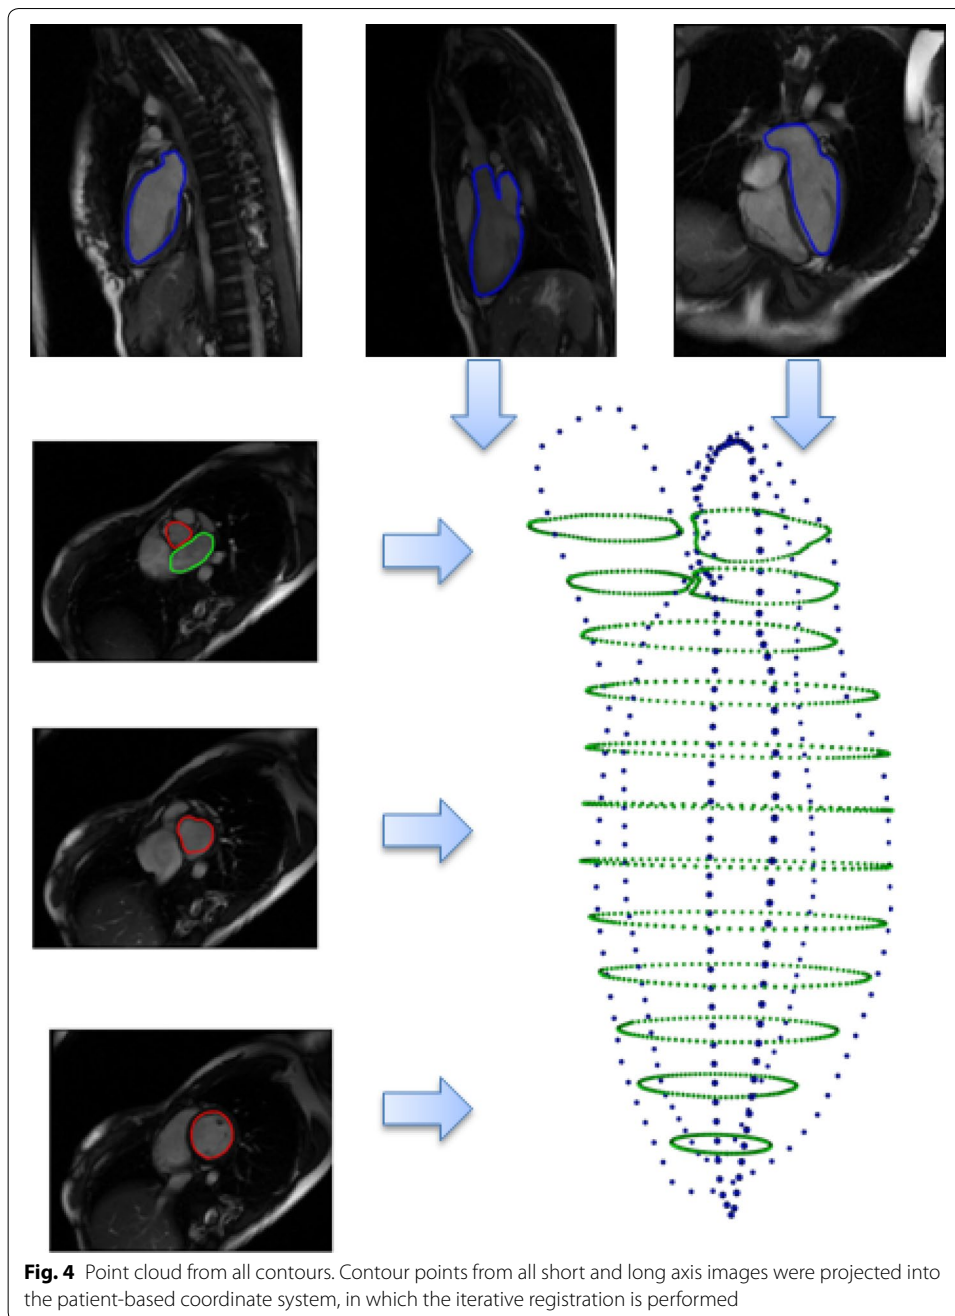 Fig. 4 Point cloud from all contours. Contour points from all short and long axis images were projected into
the patient-based coordinate system, in which the iterative registration is performed